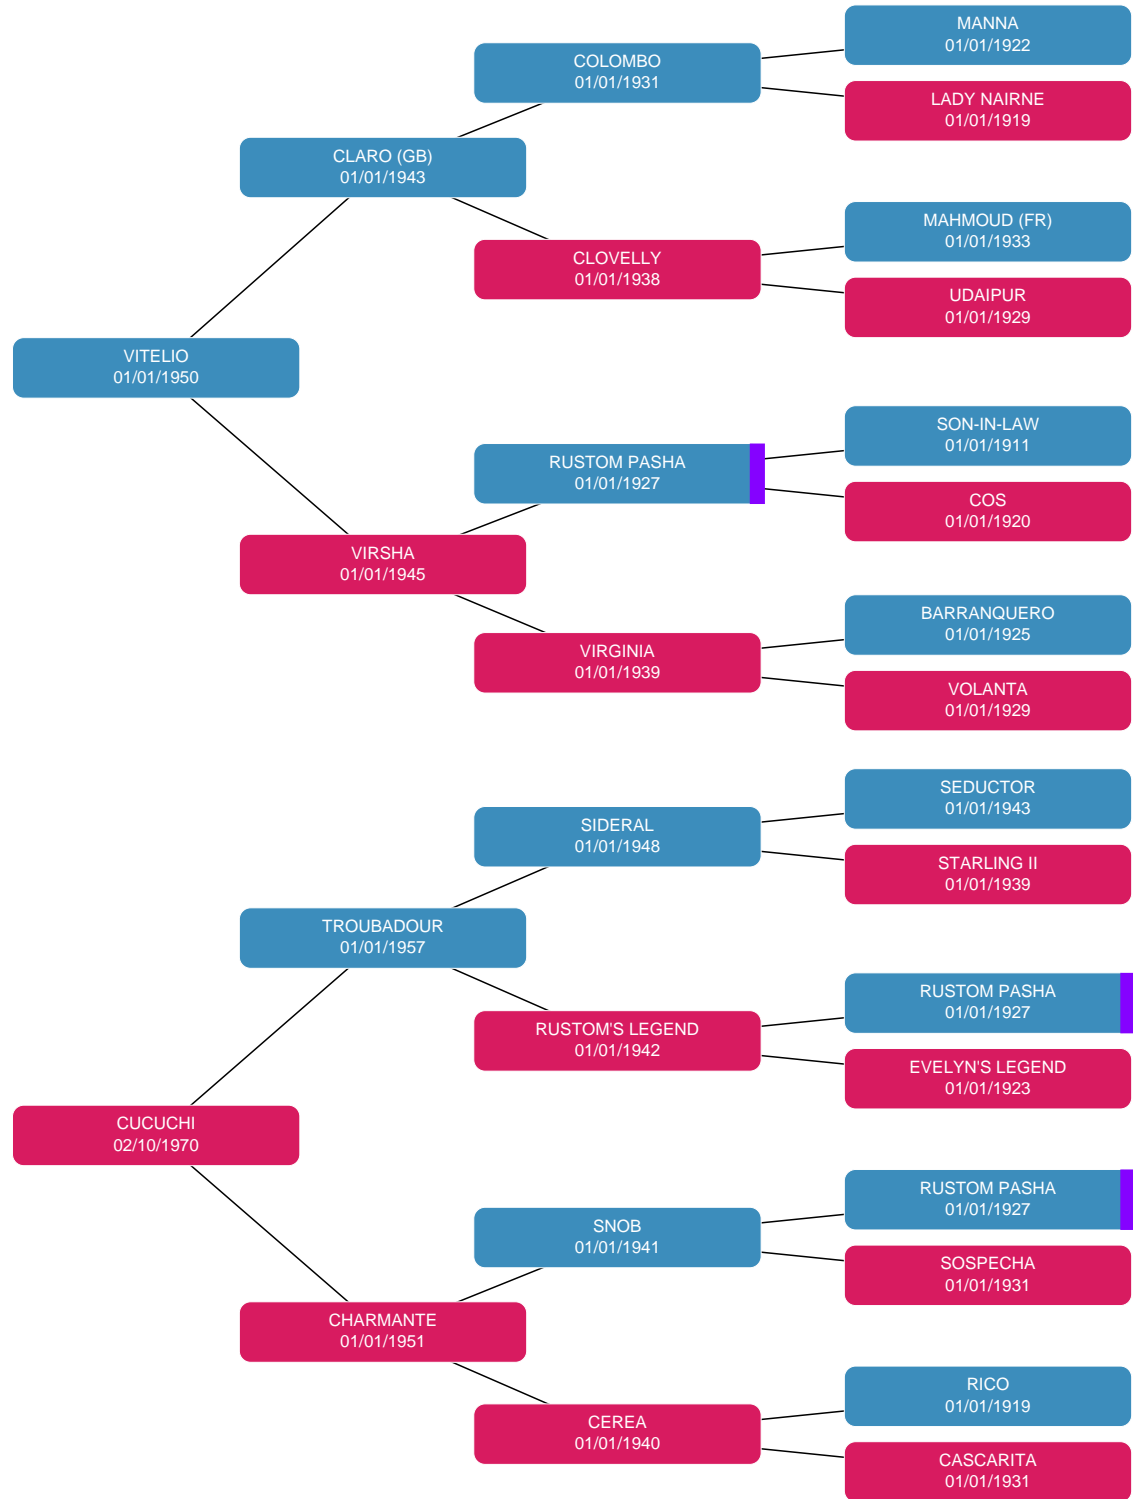 MANNA
01/01/1922
COLOMBO
01/01/1931
LADY NAIRNE
01/01/1919
CLARO (GB)
01/01/1943
MAHMOUD (FR)
01/01/1933
CLOVELLY
01/01/1938
UDAIPUR
01/01/1929
VITELIO
01/01/1950
SON-IN-LAW
01/01/1911
RUSTOM PASHA
01/01/1927
COS
01/01/1920
VIRSHA
01/01/1945
BARRANQUERO
01/01/1925
VIRGINIA
01/01/1939
VOLANTA
01/01/1929
SEDUCTOR
01/01/1943
SIDERAL
01/01/1948
STARLING II
01/01/1939
TROUBADOUR
01/01/1957
RUSTOM PASHA
01/01/1927
RUSTOM'S LEGEND
01/01/1942
EVELYN'S LEGEND
01/01/1923
CUCUCHI
02/10/1970
RUSTOM PASHA
01/01/1927
SNOB
01/01/1941
SOSPECHA
01/01/1931
CHARMANTE
01/01/1951
RICO
01/01/1919
CEREA
01/01/1940
CASCARITA
01/01/1931